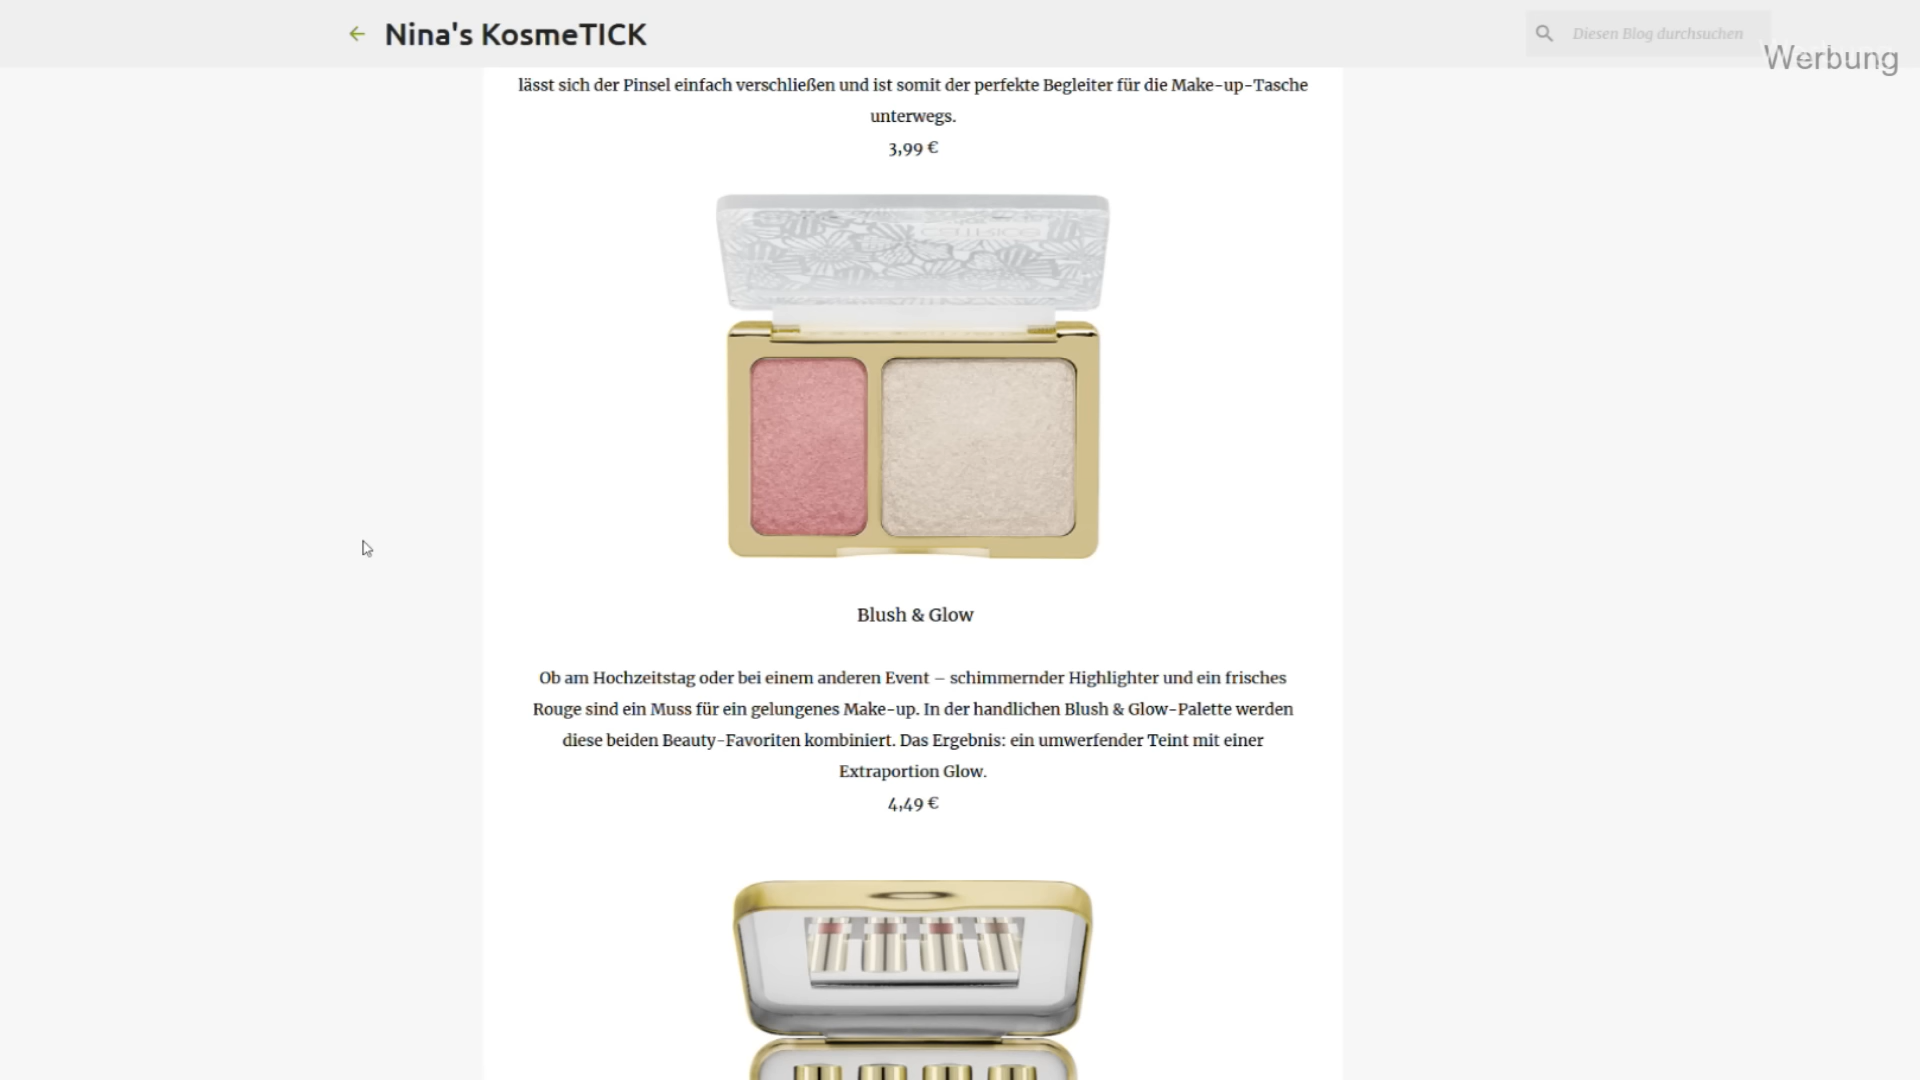 Nina's KosmeTICK
Diesen Blog durchsuchen
Werbung
lässt sich der Pinsel einfach verschließen und ist somit der perfekte Begleiter für die Make-up-Tasche
unterwegs.
3,99 €
CATRICE
Blush & Glow
Ob am Hochzeitstag oder bei einem anderen Event – schimmernder Highlighter und ein frisches
Rouge sind ein Muss für ein gelungenes Make-up. In der handlichen Blush & Glow-Palette werden
diese beiden Beauty-Favoriten kombiniert. Das Ergebnis: ein umwerfender Teint mit einer
Extraportion Glow.
4,49 €